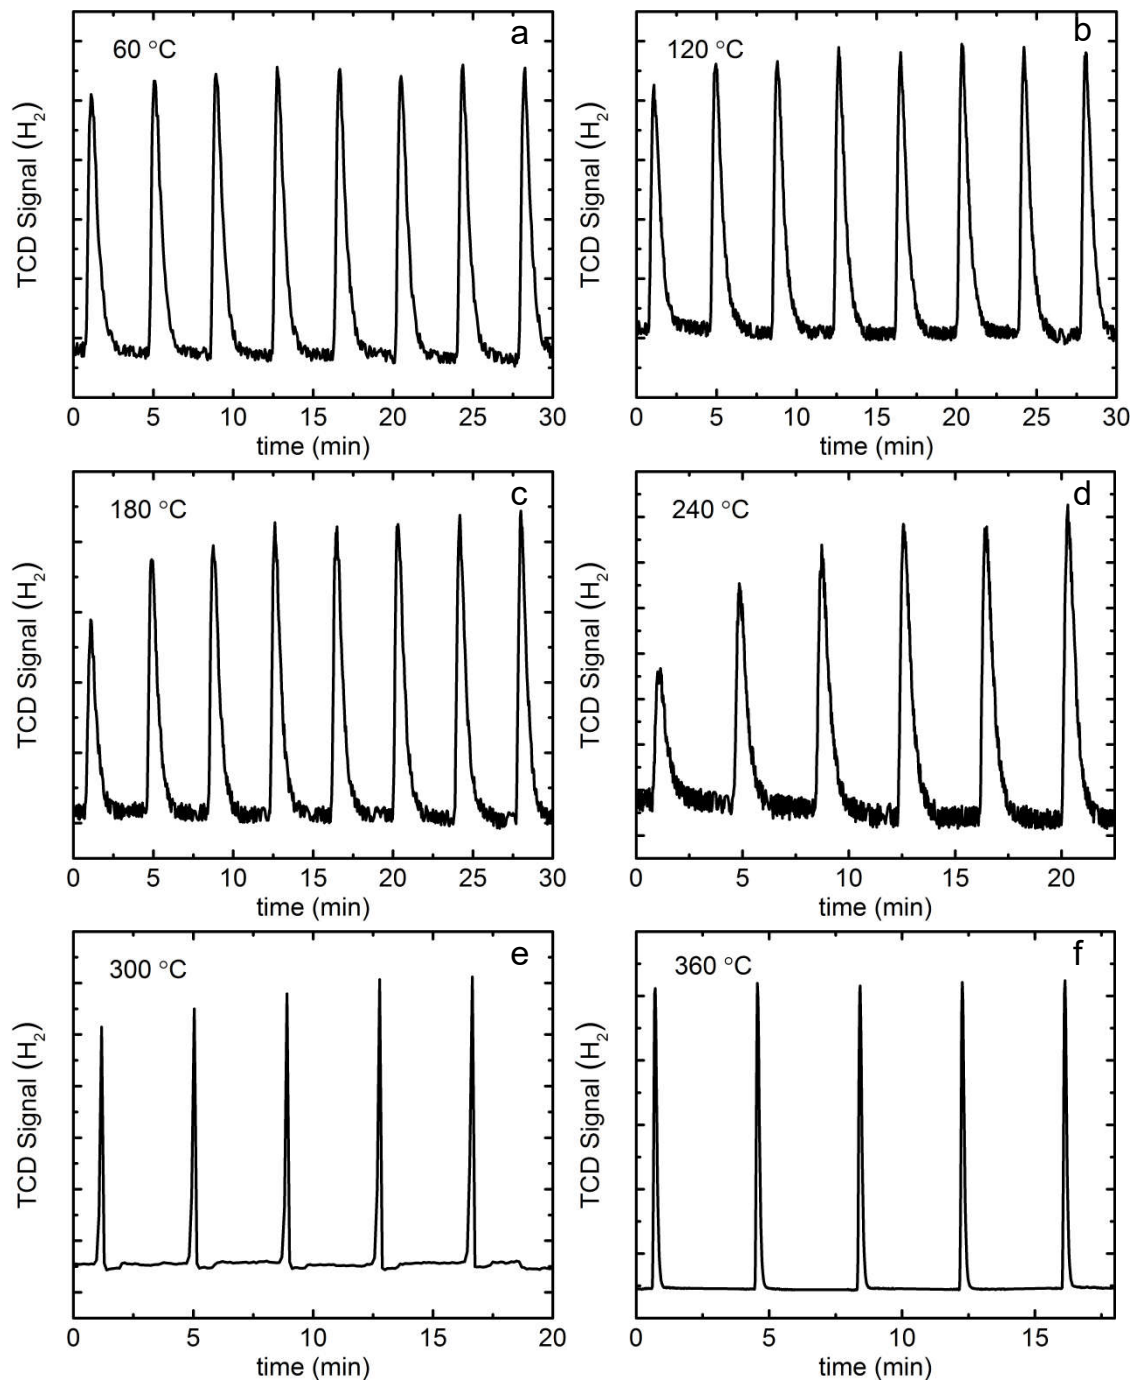 60 °C a
TCD Signal (H₂)
0 5 10 15 20 25 30
time (min)
120 °C b
TCD Signal (H₂)
0 5 10 15 20 25 30
time (min)
180 °C c
TCD Signal (H₂)
0 5 10 15 20 25 30
time (min)
240 °C d
TCD Signal (H₂)
0 5 10 15 20
time (min)
300 °C e
TCD Signal (H₂)
0 5 10 15 20
time (min)
360 °C f
TCD Signal (H₂)
0 5 10 15
time (min)